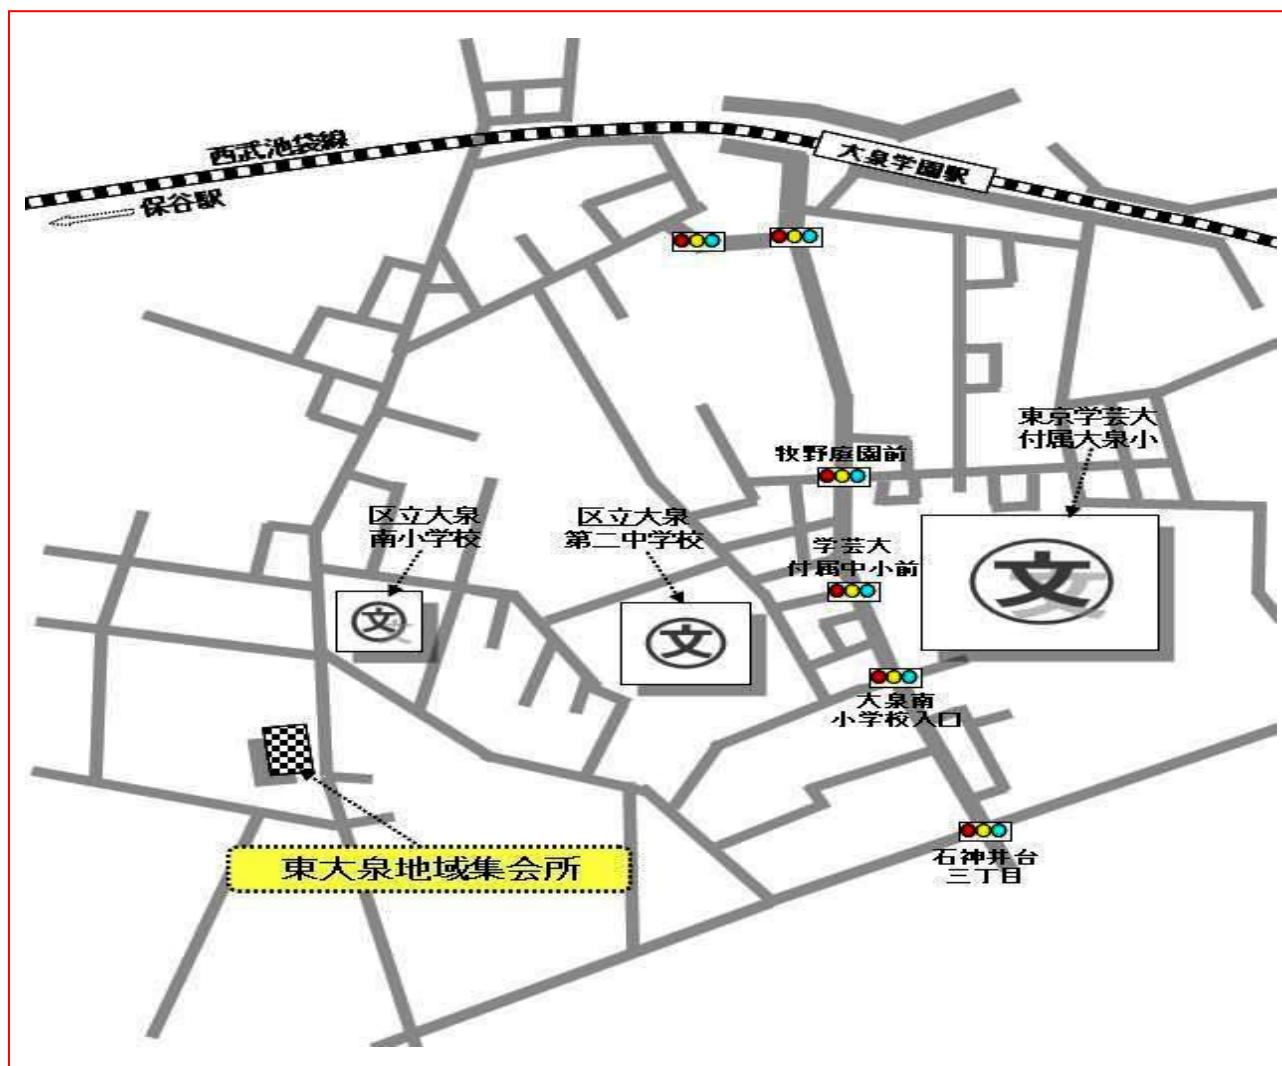 西武池袋線
保谷駅
大泉学園駅
東京学芸大
付属大泉小
牧野庭園前
区立大泉
南小学校
区立大泉
第二中学校
学芸大
付属中小前
文
文
文
大泉南
小学校入口
石神井台
三丁目
東大泉地域集会所